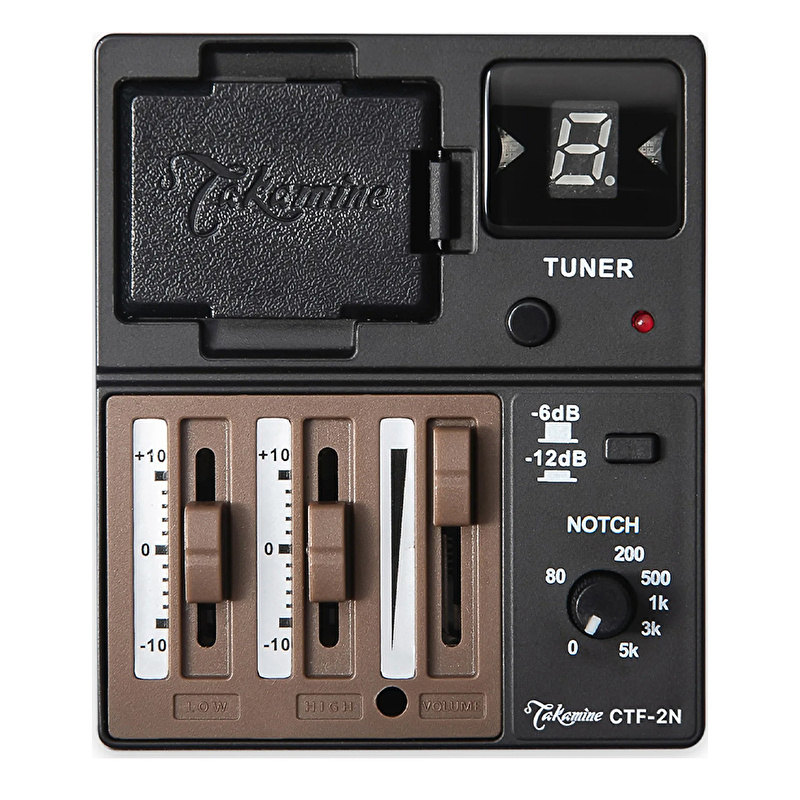 Takamine
8.
TUNER
+10
0
-10
LOW
+10
0
-10
HIGH
VOLUME
-6dB
-12dB
NOTCH
200
80
500
1k
3k
0
5k
Takamine CTF-2N